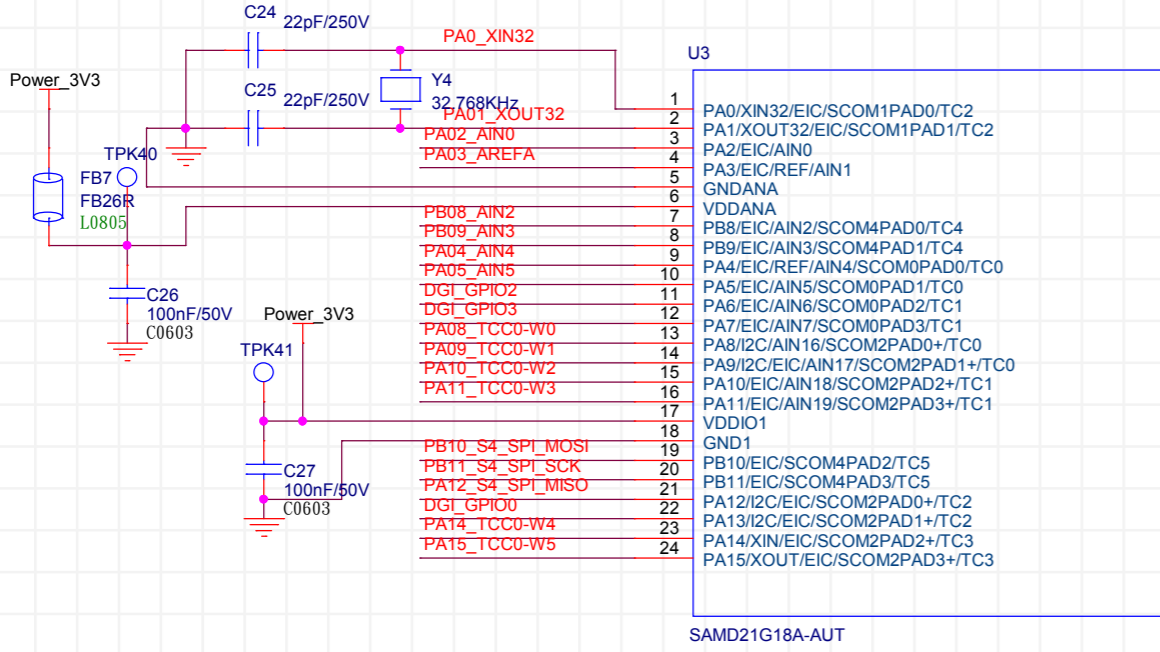 C24
22pF/250V
PA0_XIN32
U3
Power_3V3
Y4
32.768KHz
C25
22pF/250V
PA01_XOUT32
1
PA0/XIN32/EIC/SCOM1PAD0/TC2
2
PA1/XOUT32/EIC/SCOM1PAD1/TC2
PA02_AIN0
3
PA2/EIC/AIN0
PA03_AREFA
4
PA3/EIC/REF/AIN1
TPK40
FB7
FB26R
L0805
5
GNDANA
6
VDDANA
PB08_AIN2
7
PB8/EIC/AIN2/SCOM4PAD0/TC4
PB09_AIN3
8
PB9/EIC/AIN3/SCOM4PAD1/TC4
PA04_AIN4
9
PA4/EIC/REF/AIN4/SCOM0PAD0/TC0
PA05_AIN5
10
PA5/EIC/AIN5/SCOM0PAD1/TC0
DGI_GPIO2
11
PA6/EIC/AIN6/SCOM0PAD2/TC1
DGI_GPIO3
12
PA7/EIC/AIN7/SCOM0PAD3/TC1
C26
100nF/50V
C0603
Power_3V3
TPK41
PA08_TCC0-W0
13
PA8/I2C/AIN16/SCOM2PAD0+/TC0
PA09_TCC0-W1
14
PA9/I2C/EIC/AIN17/SCOM2PAD1+/TC0
PA10_TCC0-W2
15
PA10/EIC/AIN18/SCOM2PAD2+/TC1
PA11_TCC0-W3
16
PA11/EIC/AIN19/SCOM2PAD3+/TC1
17
VDDIO1
18
GND1
PB10_S4_SPI_MOSI
19
PB10/EIC/SCOM4PAD2/TC5
PB11_S4_SPI_SCK
20
PB11/EIC/SCOM4PAD3/TC5
C27
100nF/50V
C0603
PA12_S4_SPI_MISO
21
PA12/I2C/EIC/SCOM2PAD0+/TC2
DGI_GPIO0
22
PA13/I2C/EIC/SCOM2PAD1+/TC2
PA14_TCC0-W4
23
PA14/XIN/EIC/SCOM2PAD2+/TC3
PA15_TCC0-W5
24
PA15/XOUT/EIC/SCOM2PAD3+/TC3
SAMD21G18A-AUT